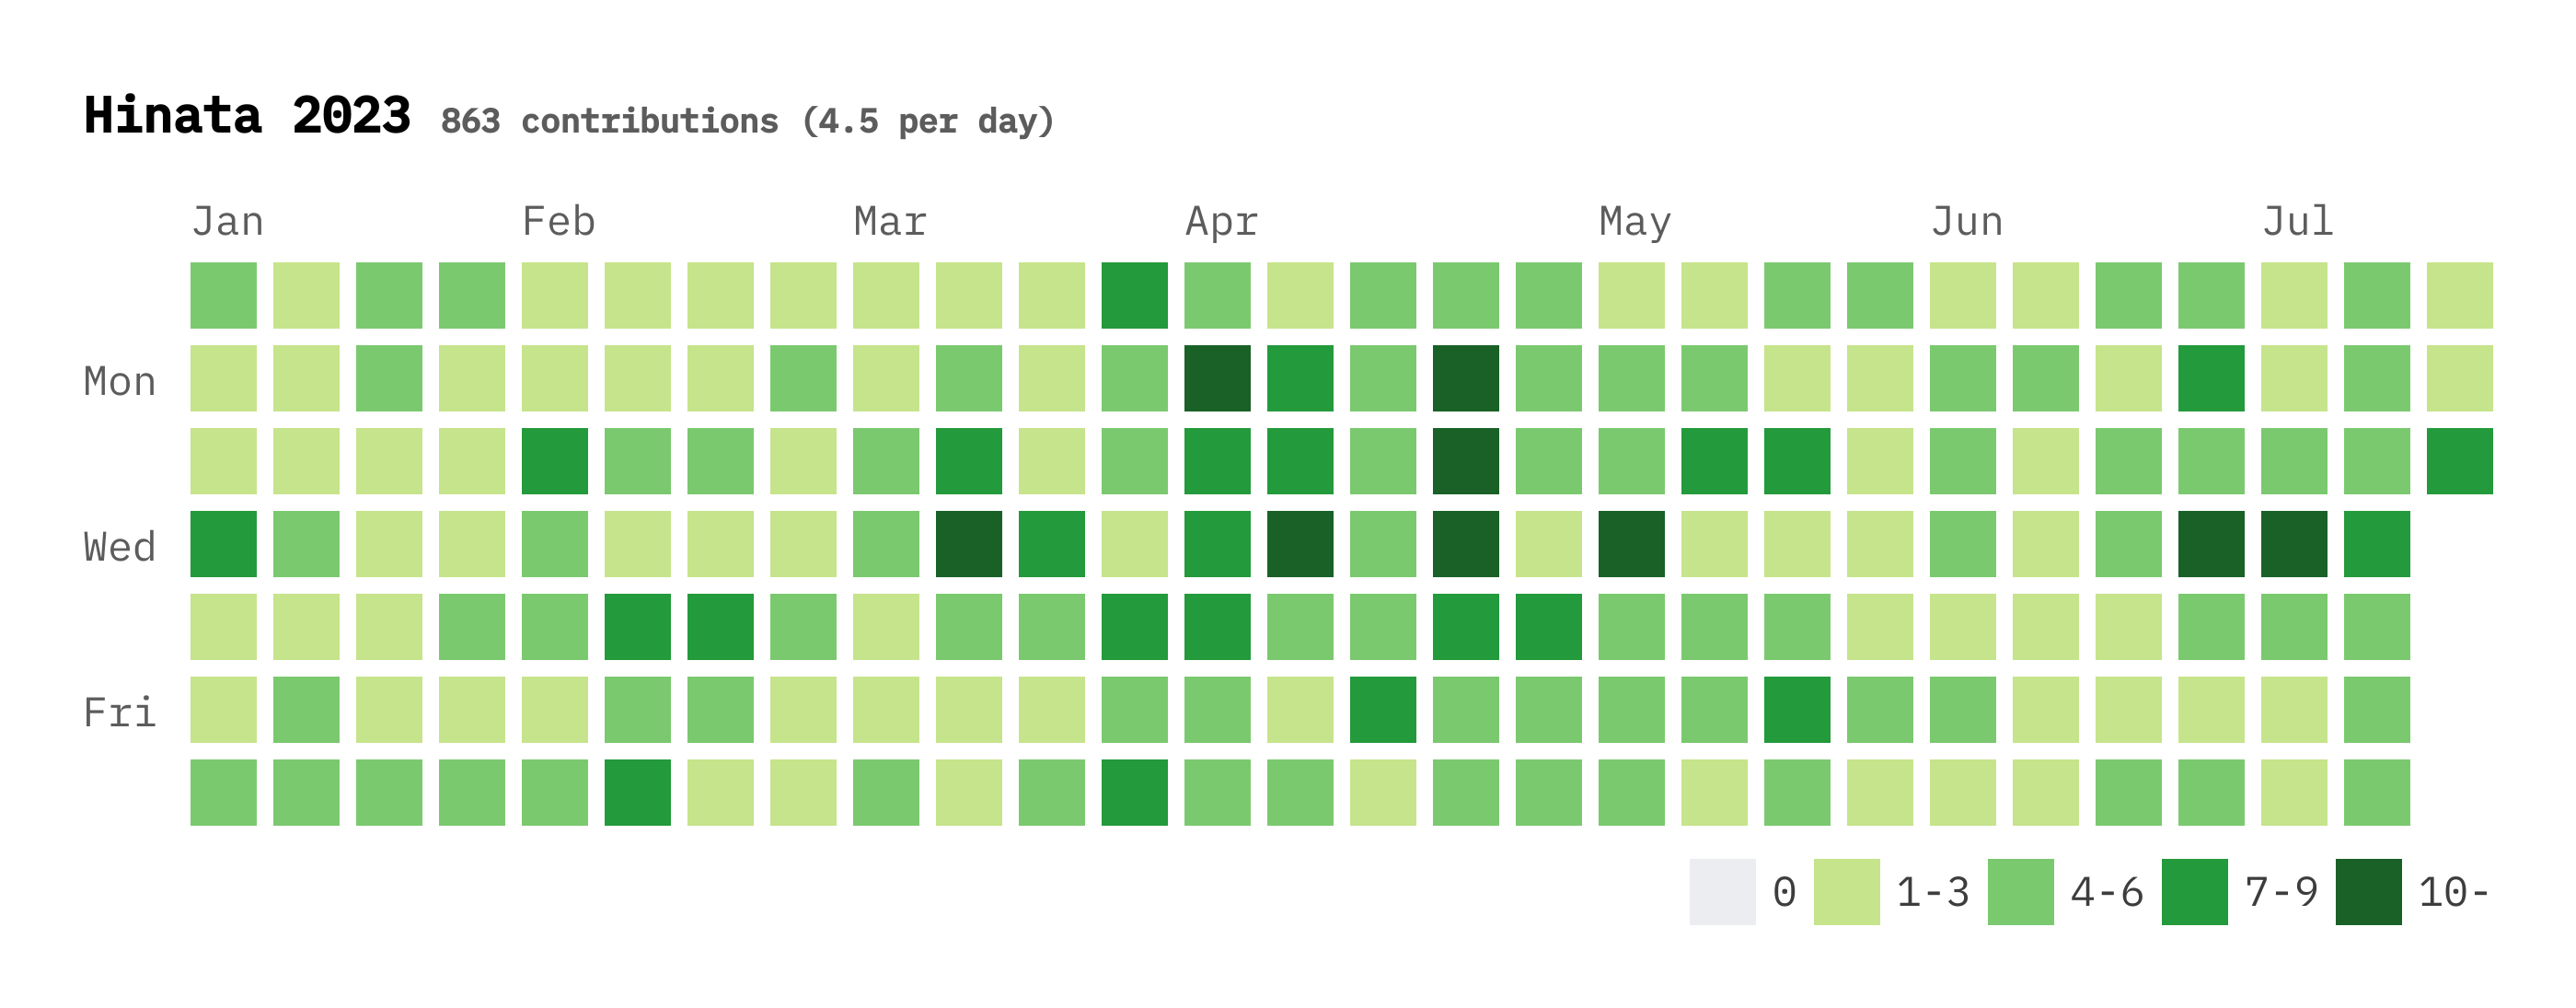 Hinata 2023 863 contributions (4.5 per day)
Jan Feb Mar Apr May Jun Jul
Mon
Wed
Fri
0 1-3 4-6 7-9 10-